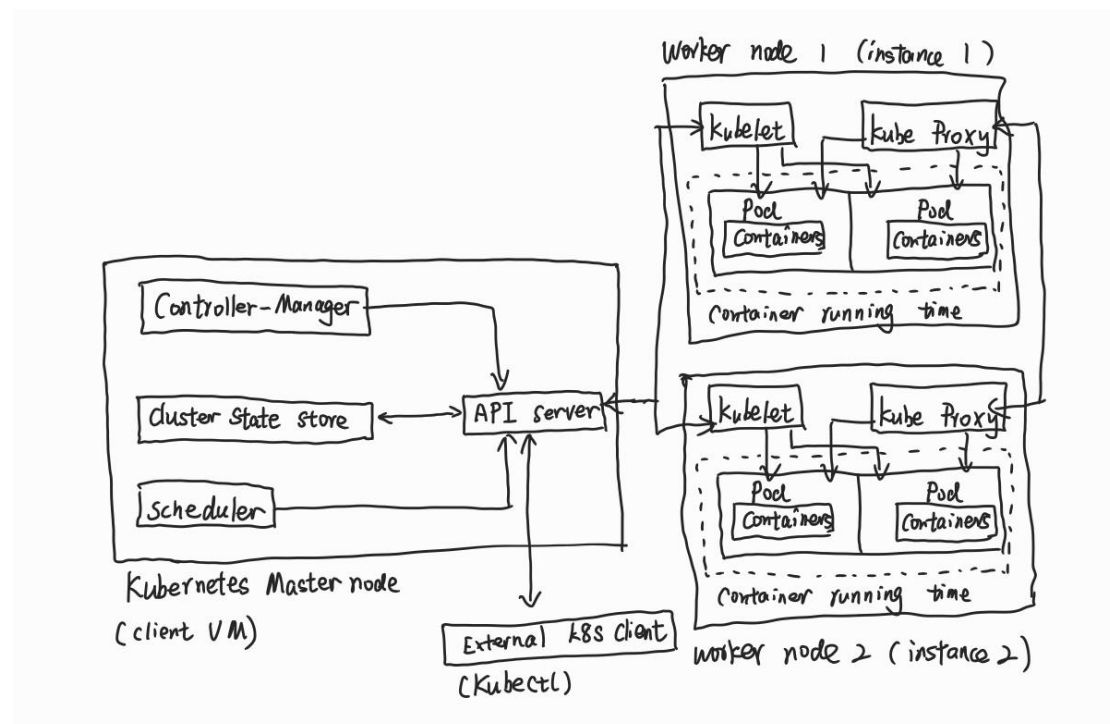 Worker node 1 (instance 1)
Kubelet
Kube Proxy
Pod
Containers
Pod
Containers
Container running time
Controller-Manager
Cluster State store
API server
Scheduler
Kubernetes Master node
(client VM)
External k8s Client
(KubeCtl)
Kubelet
Kube Proxy
Pod
Containers
Pod
Containers
Container running time
worker node 2 (instance 2)